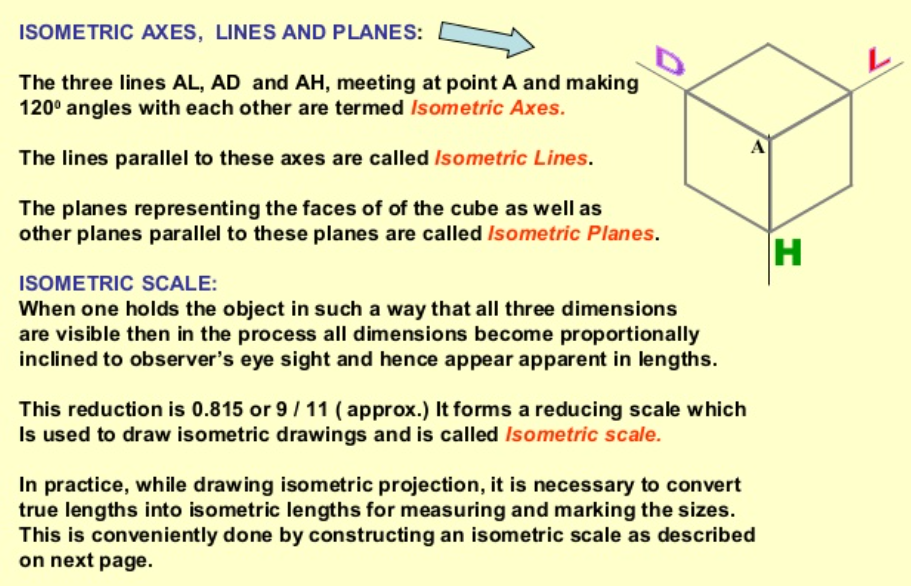 ISOMETRIC AXES, LINES AND PLANES:
The three lines AL, AD and AH, meeting at point A and making
120⁰ angles with each other are termed Isometric Axes.
The lines parallel to these axes are called Isometric Lines.
The planes representing the faces of of the cube as well as
other planes parallel to these planes are called Isometric Planes.
D
L
A
H
ISOMETRIC SCALE:
When one holds the object in such a way that all three dimensions
are visible then in the process all dimensions become proportionally
inclined to observer's eye sight and hence appear apparent in lengths.
This reduction is 0.815 or 9 / 11 ( approx.) It forms a reducing scale which
Is used to draw isometric drawings and is called Isometric scale.
In practice, while drawing isometric projection, it is necessary to convert
true lengths into isometric lengths for measuring and marking the sizes.
This is conveniently done by constructing an isometric scale as described
on next page.